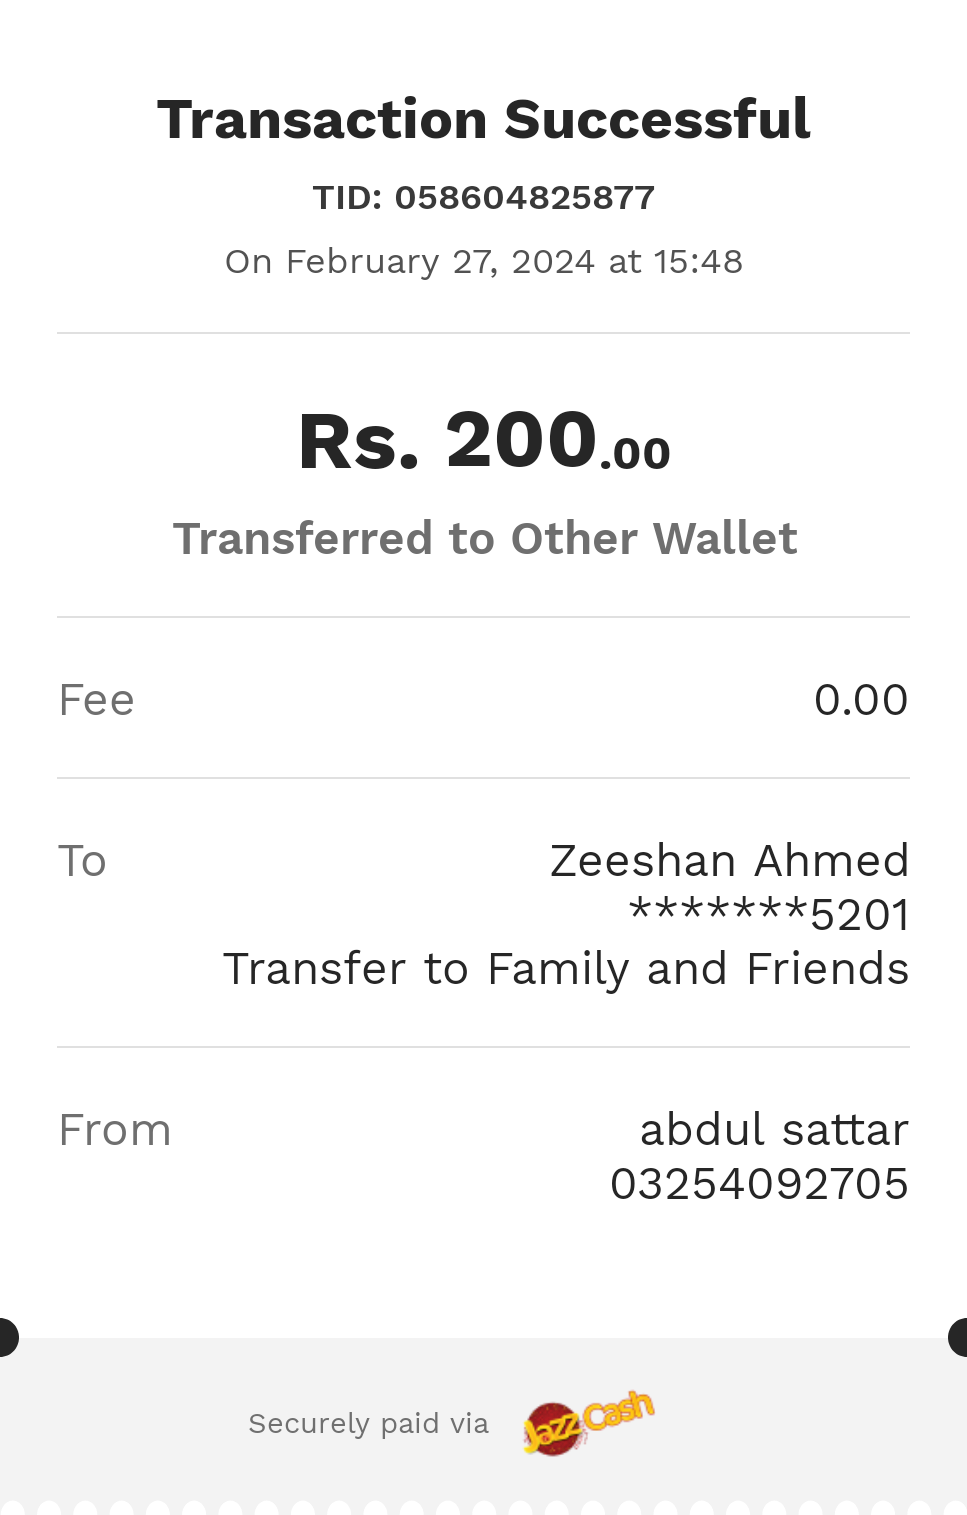 Transaction Successful
TID: 058604825877
On February 27, 2024 at 15:48
Rs. 200.00
Transferred to Other Wallet
Fee 0.00
To Zeeshan Ahmed
*******5201
Transfer to Family and Friends
From abdul sattar
03254092705
Securely paid via JazzCash